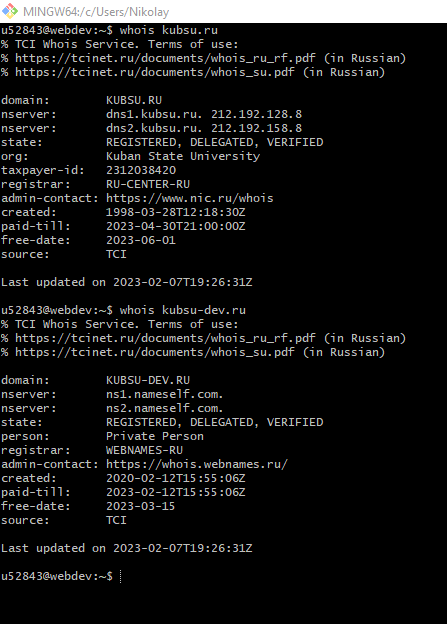 MINGW64:/c/Users/Nikolay
u52843@webdev:~$ whois kubsu.ru
% TCI Whois Service. Terms of use:
% https://tcinet.ru/documents/whois_ru_rf.pdf (in Russian)
% https://tcinet.ru/documents/whois_su.pdf (in Russian)

domain:        KUBSU.RU
nserver:       dns1.kubsu.ru. 212.192.128.8
nserver:       dns2.kubsu.ru. 212.192.158.8
state:         REGISTERED, DELEGATED, VERIFIED
org:           Kuban State University
taxpayer-id:   2312038420
registrar:     RU-CENTER-RU
admin-contact: https://www.nic.ru/whois
created:       1998-03-28T12:18:30Z
paid-till:     2023-04-30T21:00:00Z
free-date:     2023-06-01
source:        TCI

Last updated on 2023-02-07T19:26:31Z

u52843@webdev:~$ whois kubsu-dev.ru
% TCI Whois Service. Terms of use:
% https://tcinet.ru/documents/whois_ru_rf.pdf (in Russian)
% https://tcinet.ru/documents/whois_su.pdf (in Russian)

domain:        KUBSU-DEV.RU
nserver:       ns1.nameself.com.
nserver:       ns2.nameself.com.
state:         REGISTERED, DELEGATED, VERIFIED
person:        Private Person
registrar:     WEBNAMES-RU
admin-contact: https://whois.webnames.ru/
created:       2020-02-12T15:55:06Z
paid-till:     2023-02-12T15:55:06Z
free-date:     2023-03-15
source:        TCI

Last updated on 2023-02-07T19:26:31Z

u52843@webdev:~$